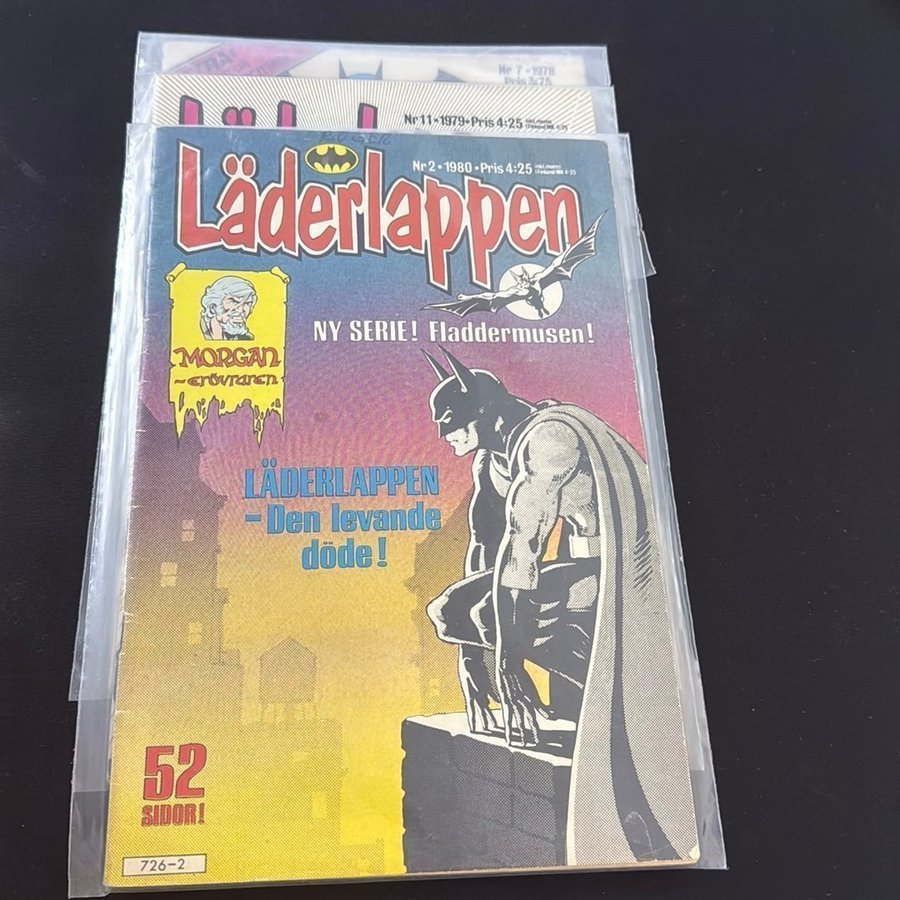 Nr 7 • 1978
Läderl
Nr 11 • 1979 • Pris 4:25
Nr 2 • 1980 • Pris 4:25
Läderlappen
MORGAN
-erövraren
NY SERIE! Fladdermusen!
LÄDERLAPPEN
- Den levande
döde!
52
SIDOR!
726-2